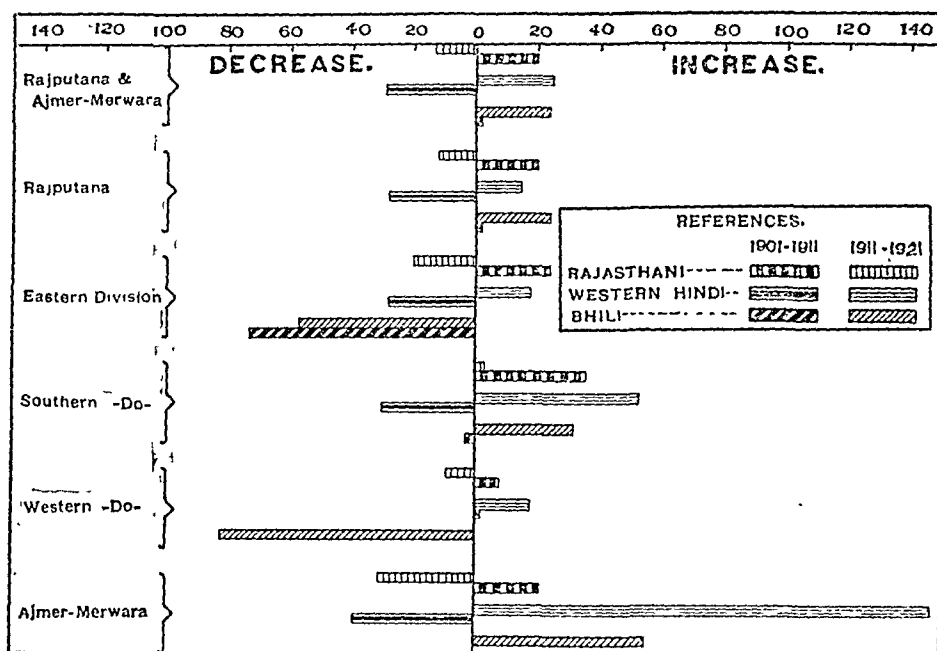 140 120 100 80 60 40 20 0 20 40 60 80 100 120 140
DECREASE. INCREASE.
Rajputana &
Ajmer-Merwara
Rajputana
REFERENCES.
1901-1911 1911-1921
RAJASTHANI
WESTERN HINDI
BHILI
Eastern Division
Southern -Do-
Western -Do-
Ajmer-Merwara